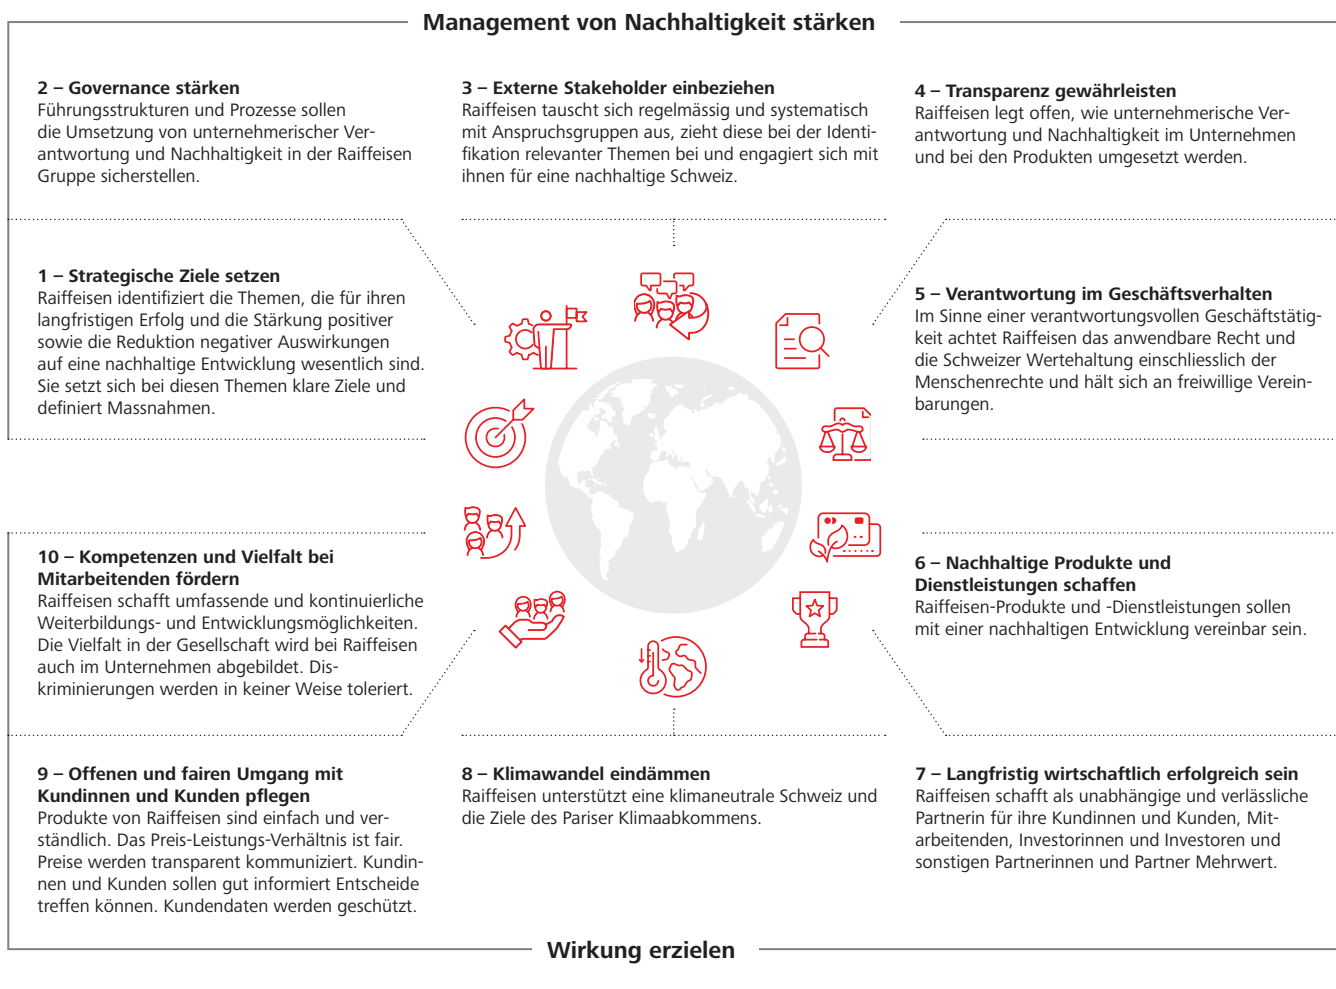 Management von Nachhaltigkeit stärken
2 – Governance stärken
Führungsstrukturen und Prozesse sollen
die Umsetzung von unternehmerischer Ver-
antwortung und Nachhaltigkeit in der Raiffeisen
Gruppe sicherstellen.
3 – Externe Stakeholder einbeziehen
Raiffeisen tauscht sich regelmässig und systematisch
mit Anspruchsgruppen aus, zieht diese bei der Identi-
fikation relevanter Themen bei und engagiert sich mit
ihnen für eine nachhaltige Schweiz.
4 – Transparenz gewährleisten
Raiffeisen legt offen, wie unternehmerische Ver-
antwortung und Nachhaltigkeit im Unternehmen
und bei den Produkten umgesetzt werden.
1 – Strategische Ziele setzen
Raiffeisen identifiziert die Themen, die für ihren
langfristigen Erfolg und die Stärkung positiver
sowie die Reduktion negativer Auswirkungen
auf eine nachhaltige Entwicklung wesentlich sind.
Sie setzt sich bei diesen Themen klare Ziele und
definiert Massnahmen.
5 – Verantwortung im Geschäftsverhalten
Im Sinne einer verantwortungsvollen Geschäftstätig-
keit achtet Raiffeisen das anwendbare Recht und
die Schweizer Wertehaltung einschliesslich der
Menschenrechte und hält sich an freiwillige Verein-
barungen.
10 – Kompetenzen und Vielfalt bei
Mitarbeitenden fördern
Raiffeisen schafft umfassende und kontinuierliche
Weiterbildungs- und Entwicklungsmöglichkeiten.
Die Vielfalt in der Gesellschaft wird bei Raiffeisen
auch im Unternehmen abgebildet. Dis-
kriminierungen werden in keiner Weise toleriert.
6 – Nachhaltige Produkte und
Dienstleistungen schaffen
Raiffeisen-Produkte und -Dienstleistungen sollen
mit einer nachhaltigen Entwicklung vereinbar sein.
9 – Offenen und fairen Umgang mit
Kundinnen und Kunden pflegen
Produkte von Raiffeisen sind einfach und ver-
ständlich. Das Preis-Leistungs-Verhältnis ist fair.
Preise werden transparent kommuniziert. Kundin-
nen und Kunden sollen gut informiert Entscheide
treffen können. Kundendaten werden geschützt.
8 – Klimawandel eindämmen
Raiffeisen unterstützt eine klimaneutrale Schweiz und
die Ziele des Pariser Klimaabkommens.
7 – Langfristig wirtschaftlich erfolgreich sein
Raiffeisen schafft als unabhängige und verlässliche
Partnerin für ihre Kundinnen und Kunden, Mit-
arbeitenden, Investorinnen und Investoren und
sonstigen Partnerinnen und Partner Mehrwert.
Wirkung erzielen